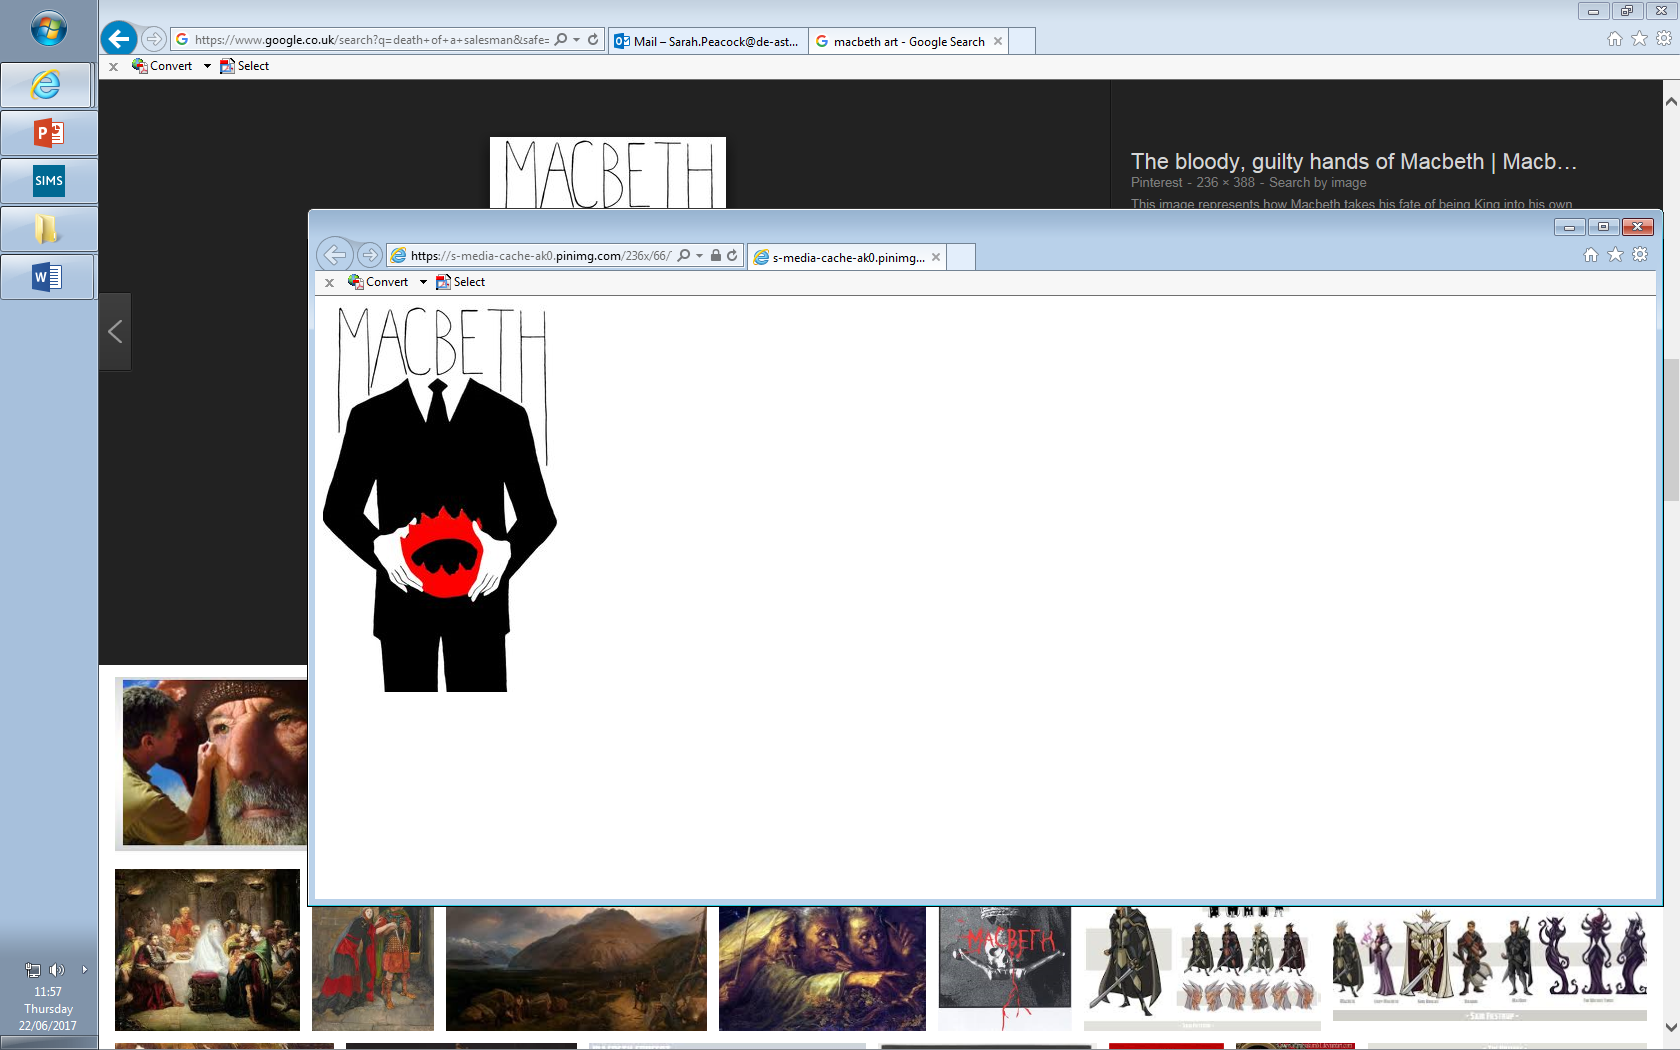 https://www.google.co.uk/search?q=death+of+a+salesman&safe=
Mail – Sarah.Peacock@de-ast...
macbeth art - Google Search
Convert
Select
MACBETH
The bloody, guilty hands of Macbeth | Macb...
Pinterest - 236 × 388 - Search by image
This image represents how Macbeth takes his fate of being King into his own
https://s-media-cache-ak0.pinimg.com/236x/66/
s-media-cache-ak0.pinimg...
Convert
Select
MACBETH
SIMS
MACBETH
11:57
Thursday
22/06/2017